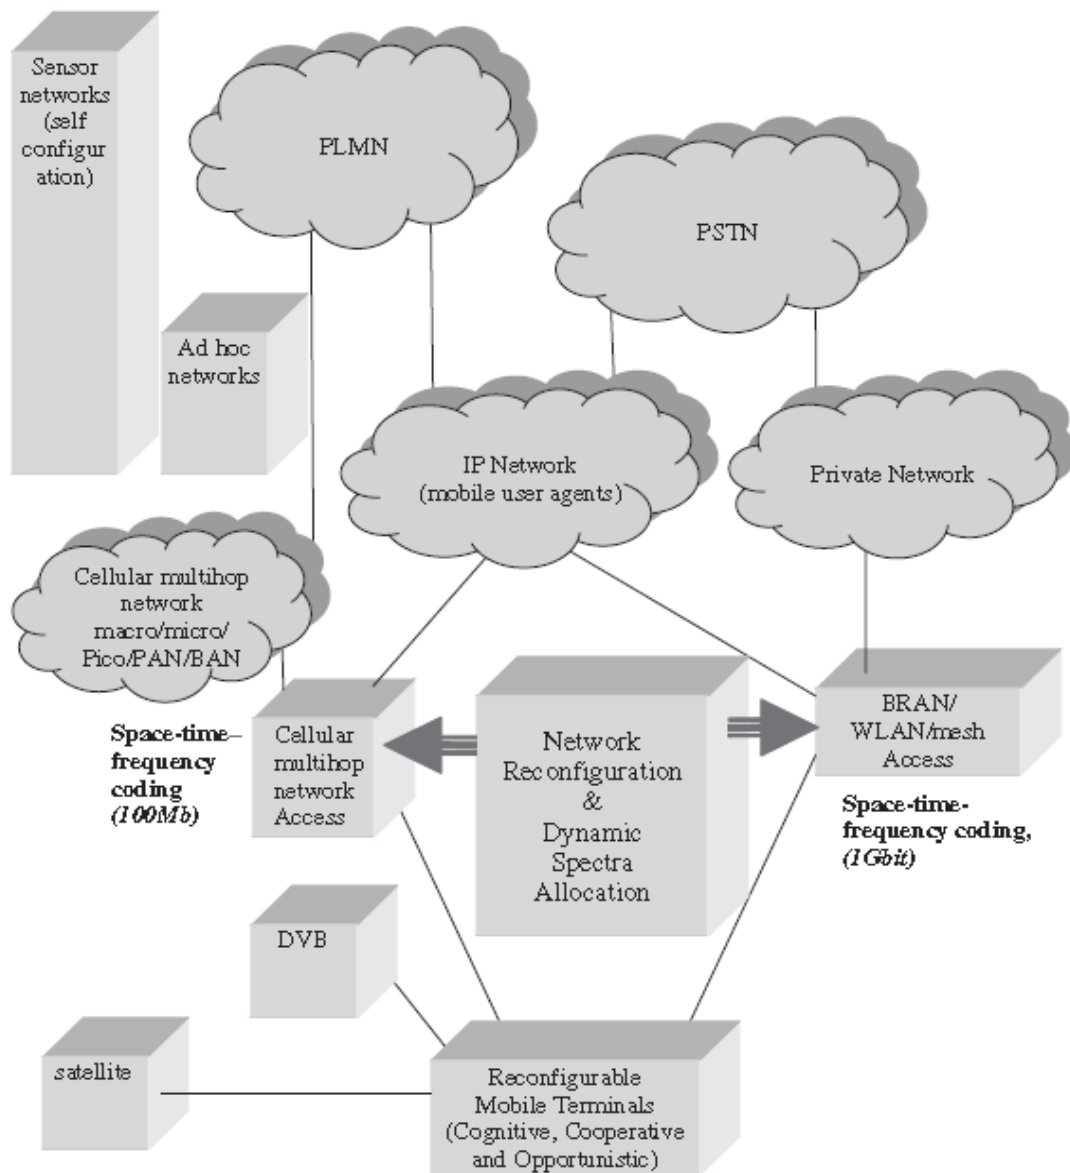 Sensor
networks
(self
configur
ation)
PLMN
PSTN
Ad hoc
networks
IP Network
(mobile user agents)
Private Network
Cellular multihop
network
macro/micro/
Pico/PAN/BAN
Space-time–
frequency
coding
(100Mb)
Cellular
multihop
network
Access
Network
Reconfiguration
&
Dynamic
Spectra
Allocation
BRAN/
WLAN/mesh
Access
Space-time-
frequency coding,
(1Gbit)
DVB
satellite
Reconfigurable
Mobile Terminals
(Cognitive, Cooperative
and Opportunistic)